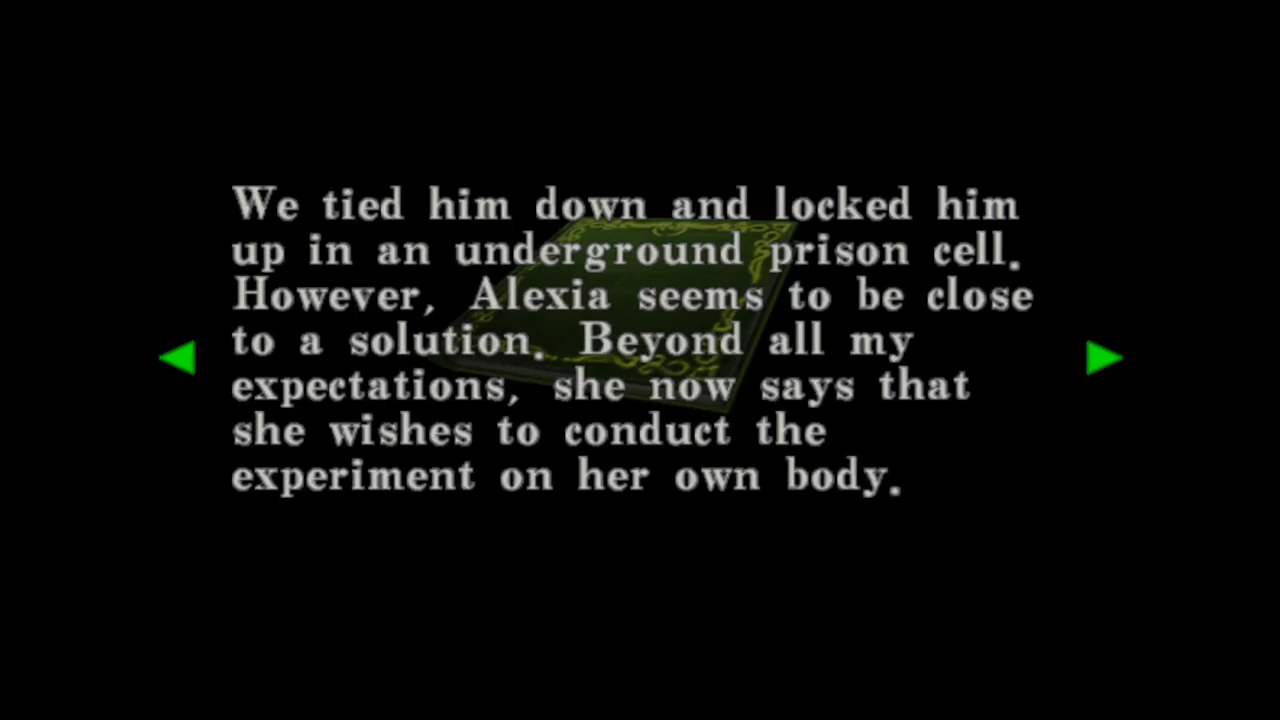 We tied him down and locked him
up in an underground prison cell.
However, Alexia seems to be close
to a solution. Beyond all my
expectations, she now says that
she wishes to conduct the
experiment on her own body.